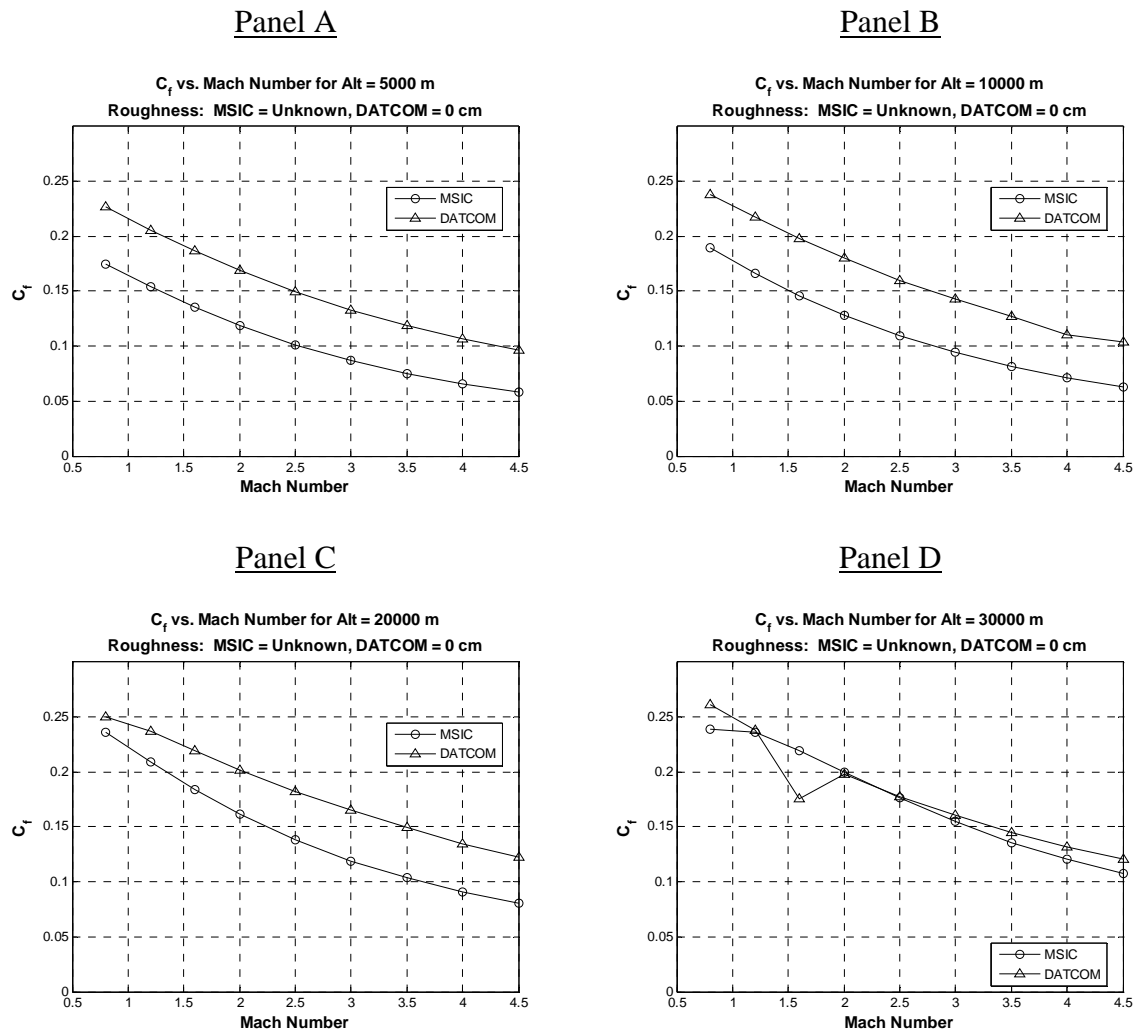 Panel A
C_f vs. Mach Number for Alt = 5000 m
Roughness: MSIC = Unknown, DATCOM = 0 cm
0.25
0.2
0.15
0.1
0.05
0
C_f
MSIC
DATCOM
0.5 1 1.5 2 2.5 3 3.5 4 4.5
Mach Number
Panel B
C_f vs. Mach Number for Alt = 10000 m
Roughness: MSIC = Unknown, DATCOM = 0 cm
0.25
0.2
0.15
0.1
0.05
0
C_f
MSIC
DATCOM
0.5 1 1.5 2 2.5 3 3.5 4 4.5
Mach Number
Panel C
C_f vs. Mach Number for Alt = 20000 m
Roughness: MSIC = Unknown, DATCOM = 0 cm
0.25
0.2
0.15
0.1
0.05
0
C_f
MSIC
DATCOM
0.5 1 1.5 2 2.5 3 3.5 4 4.5
Mach Number
Panel D
C_f vs. Mach Number for Alt = 30000 m
Roughness: MSIC = Unknown, DATCOM = 0 cm
0.25
0.2
0.15
0.1
0.05
0
C_f
MSIC
DATCOM
0.5 1 1.5 2 2.5 3 3.5 4 4.5
Mach Number